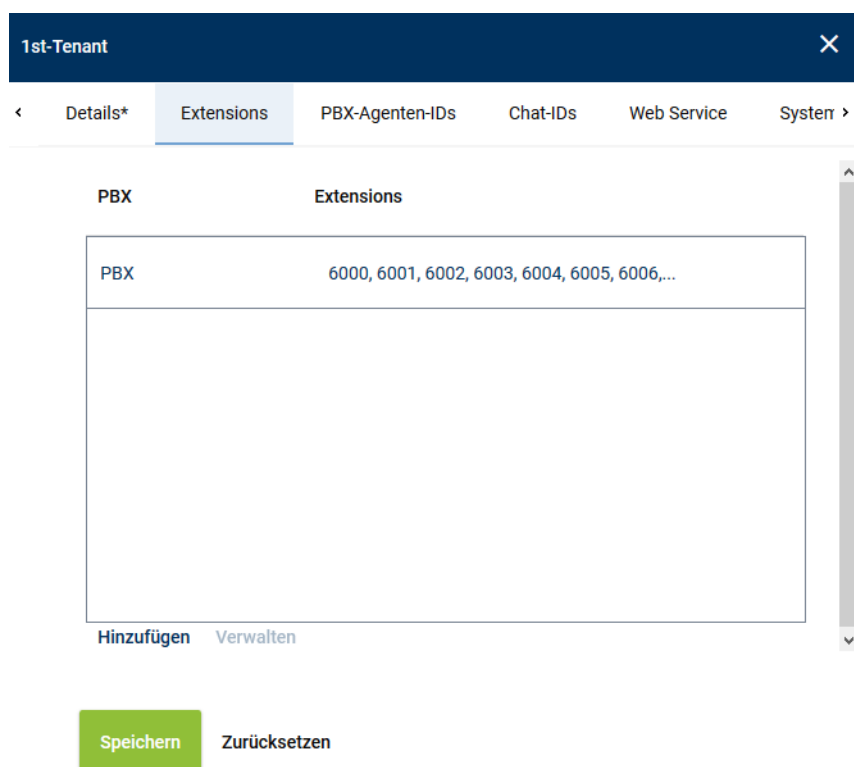 1st-Tenant
Details* Extensions PBX-Agenten-IDs Chat-IDs Web Service System
PBX Extensions
PBX 6000, 6001, 6002, 6003, 6004, 6005, 6006,...
Hinzufügen Verwalten
Speichern Zurücksetzen